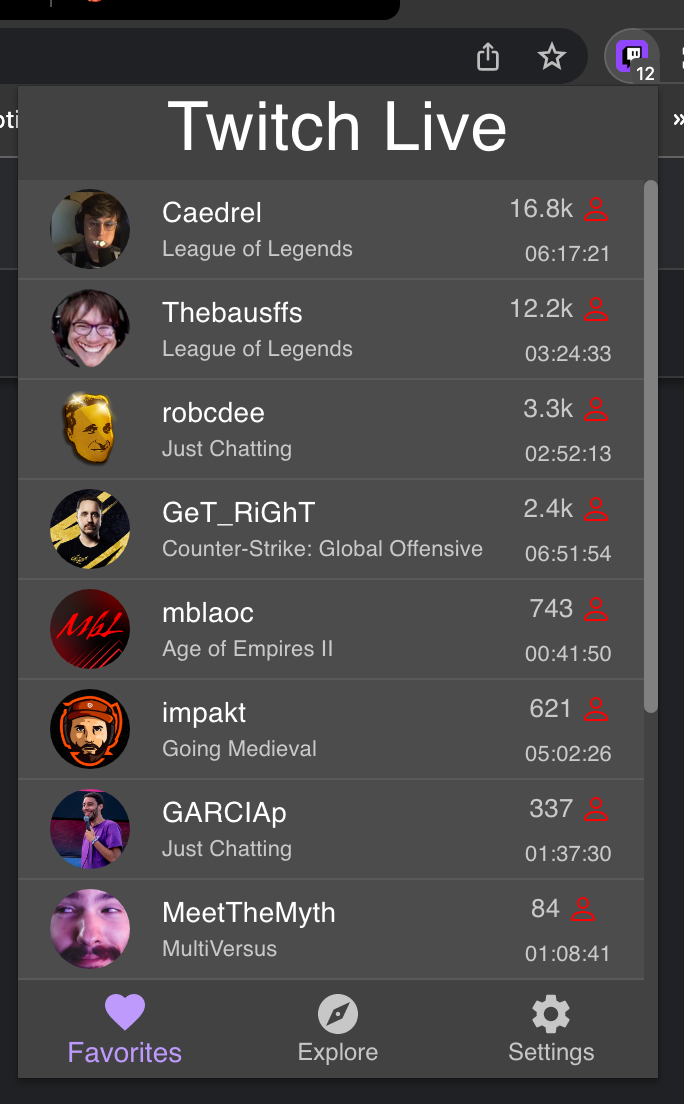 12
oti
»
Twitch Live
Caedrel
16.8k
League of Legends
06:17:21
Thebausffs
12.2k
League of Legends
03:24:33
robcdee
3.3k
Just Chatting
02:52:13
GeT_RiGhT
2.4k
Counter-Strike: Global Offensive
06:51:54
MbL
mblaoc
743
Age of Empires II
00:41:50
impakt
621
Going Medieval
05:02:26
GARCIAp
337
Just Chatting
01:37:30
MeetTheMyth
84
MultiVersus
01:08:41
Favorites
Explore
Settings